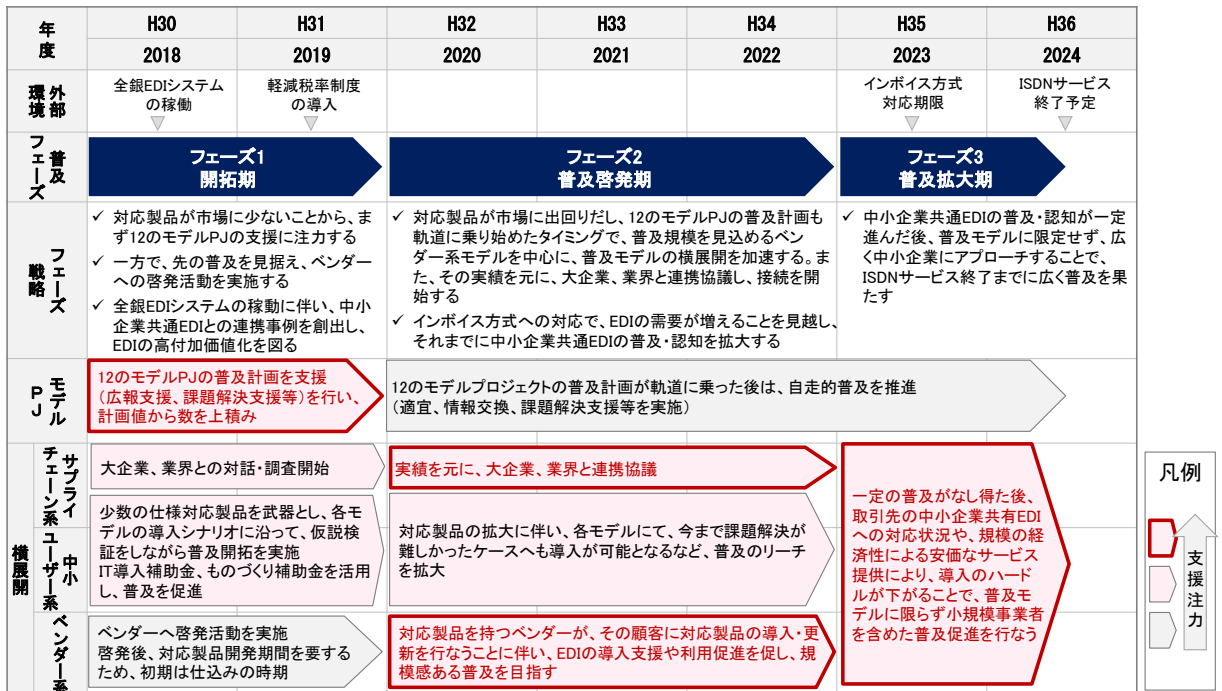 年度
H30
H31
H32
H33
H34
H35
H36
2018
2019
2020
2021
2022
2023
2024
外部環境
全銀EDIシステム
の稼働
軽減税率制度
の導入
インボイス方式
対応期限
ISDNサービス
終了予定
普及フェーズ
フェーズ1
開拓期
フェーズ2
普及啓発期
フェーズ3
普及拡大期
フェーズ戦略
✓ 対応製品が市場に少ないことから、ま
ず12のモデルPJの支援に注力する
✓ 一方で、先の普及を見据え、ベンダー
への啓発活動を実施する
✓ 全銀EDIシステムの稼働に伴い、中小
企業共通EDIとの連携事例を創出し、
EDIの高付加価値化を図る
✓ 対応製品が市場に出回りだし、12のモデルPJの普及計画も
軌道に乗り始めたタイミングで、普及規模を見込めるベン
ダー系モデルを中心に、普及モデルの横展開を加速する。ま
た、その実績を元に、大企業、業界と連携協議し、接続を開
始する
✓ インボイス方式への対応で、EDIの需要が増えることを見越し、
それまでに中小企業共通EDIの普及・認知を拡大する
✓ 中小企業共通EDIの普及・認知が一定
進んだ後、普及モデルに限定せず、広
く中小企業にアプローチすることで、
ISDNサービス終了までに広く普及を果
たす
モデルPJ
12のモデルPJの普及計画を支援
（広報支援、課題解決支援等）を行い、
計画値から数を上積み
12のモデルプロジェクトの普及計画が軌道に乗った後は、自走的普及を推進
（適宜、情報交換、課題解決支援等を実施）
横展開
サプライチェーン系
大企業、業界との対話・調査開始
実績を元に、大企業、業界と連携協議
中小ユーザー系
少数の仕様対応製品を武器とし、各モ
デルの導入シナリオに沿って、仮説検
証をしながら普及開拓を実施
IT導入補助金、ものづくり補助金を活用
し、普及を促進
対応製品の拡大に伴い、各モデルにて、今まで課題解決が
難しかったケースへも導入が可能となるなど、普及のリーチ
を拡大
ベンダー系
ベンダーへ啓発活動を実施
啓発後、対応製品開発期間を要する
ため、初期は仕込みの時期
対応製品を持つベンダーが、その顧客に対応製品の導入・更
新を行なうことに伴い、EDIの導入支援や利用促進を促し、規
模感ある普及を目指す
一定の普及がなし得た後、
取引先の中小企業共有EDI
への対応状況や、規模の経
済性による安価なサービス
提供により、導入のハード
ルが下がることで、普及モ
デルに限らず小規模事業者
を含めた普及促進を行なう
凡例
支援注力